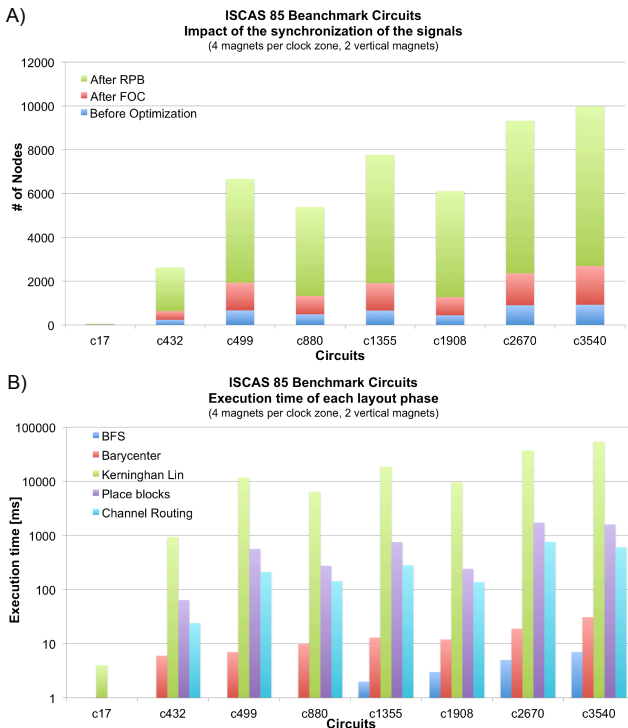 A)
ISCAS 85 Beanchmark Circuits
Impact of the synchronization of the signals
(4 magnets per clock zone, 2 vertical magnets)
12000
10000
8000
6000
4000
2000
0
# of Nodes
After RPB
After FOC
Before Optimization
c17 c432 c499 c880 c1355 c1908 c2670 c3540
Circuits
B)
ISCAS 85 Benchmark Circuits
Execution time of each layout phase
(4 magnets per clock zone, 2 vertical magnets)
100000
10000
1000
100
10
1
Execution time [ms]
BFS
Barycenter
Kerninghan Lin
Place blocks
Channel Routing
c17 c432 c499 c880 c1355 c1908 c2670 c3540
Circuits